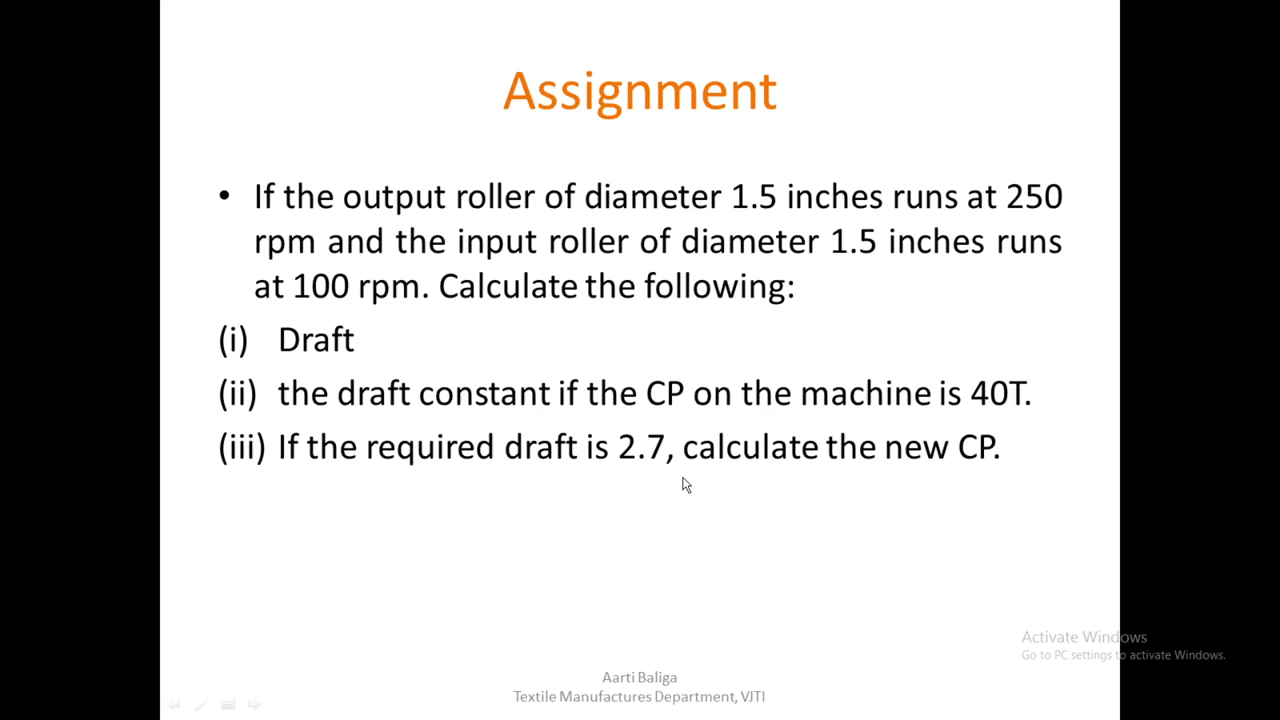 Assignment
• If the output roller of diameter 1.5 inches runs at 250
rpm and the input roller of diameter 1.5 inches runs
at 100 rpm. Calculate the following:
(i) Draft
(ii) the draft constant if the CP on the machine is 40T.
(iii) If the required draft is 2.7, calculate the new CP.
Activate Windows
Go to PC settings to activate Windows.
Aarti Baliga
Textile Manufactures Department, VJTI